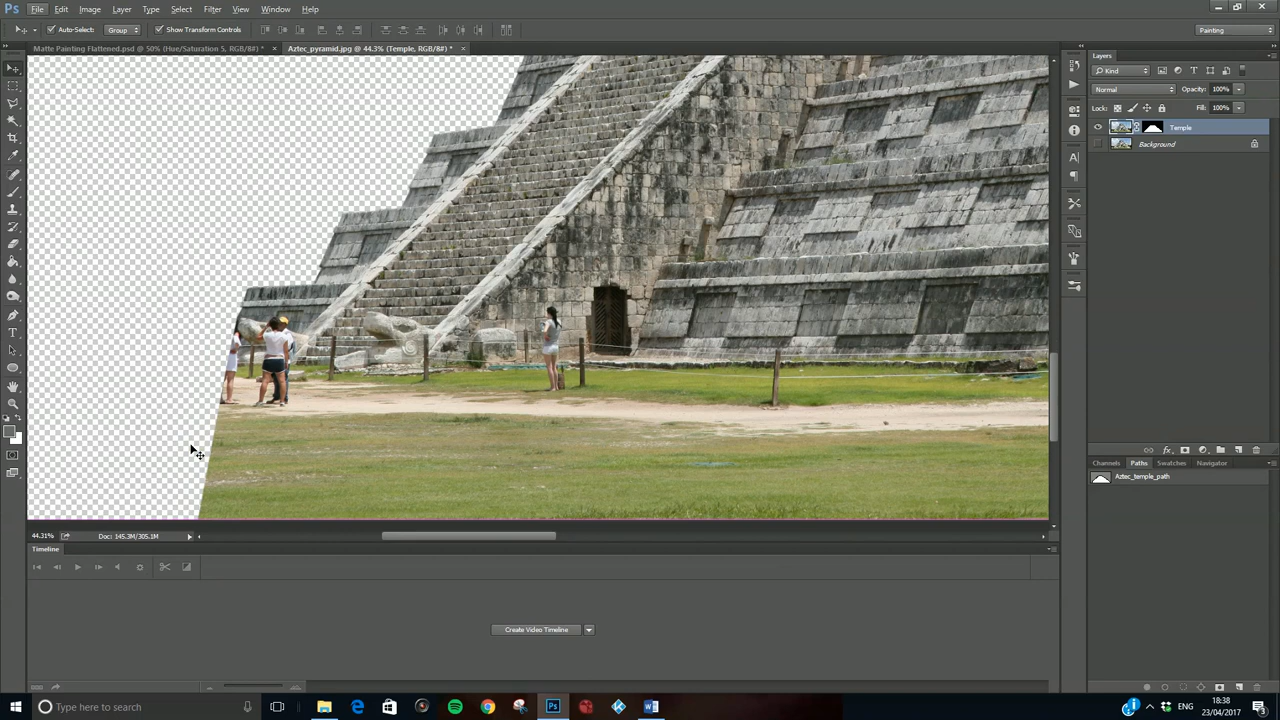 Ps File Edit Image Layer Type Select Filter 3D View Window Help
Auto-Select: Group Show Transform Controls Painting
Matte Painting Flattened.psd @ 50% (Hue/Saturation 5, RGB/8#) * × Aztec_pyramid.jpg @ 44.3% (Temple, RGB/8#) * ×
Layers
Kind
Normal Opacity: 100%
Lock: Fill: 100%
Temple
Background
Channels Paths Swatches Navigator
Aztec_temple_path
44.31% Doc: 145.3M/305.1M
Timeline
Create Video Timeline
Type here to search
Ps
ENG 18:38
23/04/2017